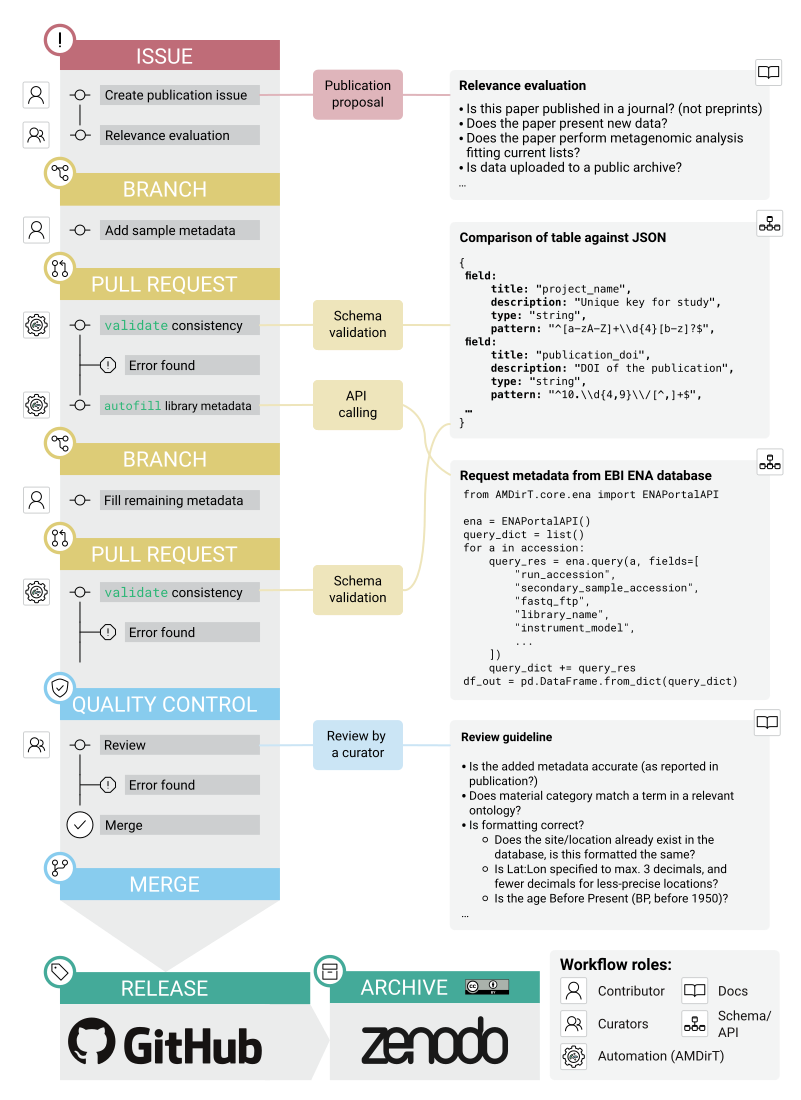 ISSUE
Create publication issue
Relevance evaluation
Publication
proposal
Relevance evaluation
• Is this paper published in a journal? (not preprints)
• Does the paper present new data?
• Does the paper perform metagenomic analysis
fitting current lists?
• Is data uploaded to a public archive?
...
BRANCH
Add sample metadata
PULL REQUEST
validate consistency
Error found
autofill library metadata
Schema
validation
API
calling
Comparison of table against JSON
{
field:
title: "project_name",
description: "Unique key for study",
type: "string",
pattern: "^[a-zA-Z]+\\d{4}[b-z]?$",
field:
title: "publication_doi",
description: "DOI of the publication",
type: "string",
pattern: "^10.\\d{4,9}\\/[^,]+$",
...
}
BRANCH
Fill remaining metadata
PULL REQUEST
validate consistency
Error found
Schema
validation
Request metadata from EBI ENA database
from AMDirT.core.ena import ENAPortalAPI
ena = ENAPortalAPI()
query_dict = list()
for a in accession:
query_res = ena.query(a, fields=[
"run_accession",
"secondary_sample_accession",
"fastq_ftp",
"library_name",
"instrument_model",
...
])
query_dict += query_res
df_out = pd.DataFrame.from_dict(query_dict)
QUALITY CONTROL
Review
Error found
Merge
Review by
a curator
Review guideline
• Is the added metadata accurate (as reported in
publication?)
• Does material category match a term in a relevant
ontology?
• Is formatting correct?
Does the site/location already exist in the
database, is this formatted the same?
Is Lat:Lon specified to max. 3 decimals, and
fewer decimals for less-precise locations?
Is the age Before Present (BP, before 1950)?
...
MERGE
RELEASE
GitHub
ARCHIVE
cc
BY
zenodo
Workflow roles:
Contributor
Docs
Curators
Schema/
API
Automation (AMDirT)